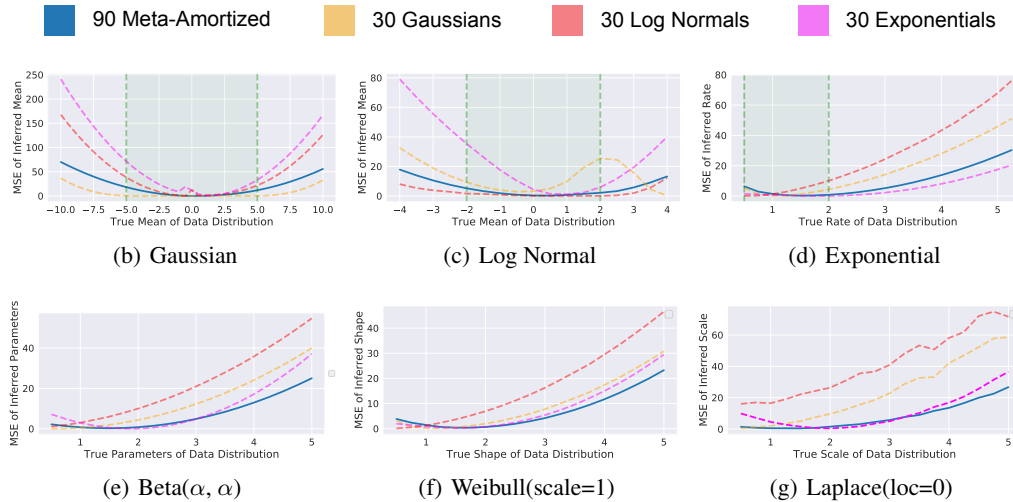 90 Meta-Amortized 30 Gaussians 30 Log Normals 30 Exponentials
MSE of Inferred Mean
250
200
150
100
50
0
−10.0 −7.5 −5.0 −2.5 0.0 2.5 5.0 7.5 10.0
True Mean of Data Distribution
(b) Gaussian
MSE of Inferred Mean
80
60
40
20
0
−4 −3 −2 −1 0 1 2 3 4
True Mean of Data Distribution
(c) Log Normal
MSE of Inferred Rate
80
60
40
20
0
1 2 3 4 5
True Rate of Data Distribution
(d) Exponential
MSE of Inferred Parameters
40
20
0
1 2 3 4 5
True Parameters of Data Distribution
(e) Beta(α, α)
MSE of Inferred Shape
40
30
20
10
0
1 2 3 4 5
True Shape of Data Distribution
(f) Weibull(scale=1)
MSE of Inferred Scale
60
40
20
0
1 2 3 4 5
True Scale of Data Distribution
(g) Laplace(loc=0)